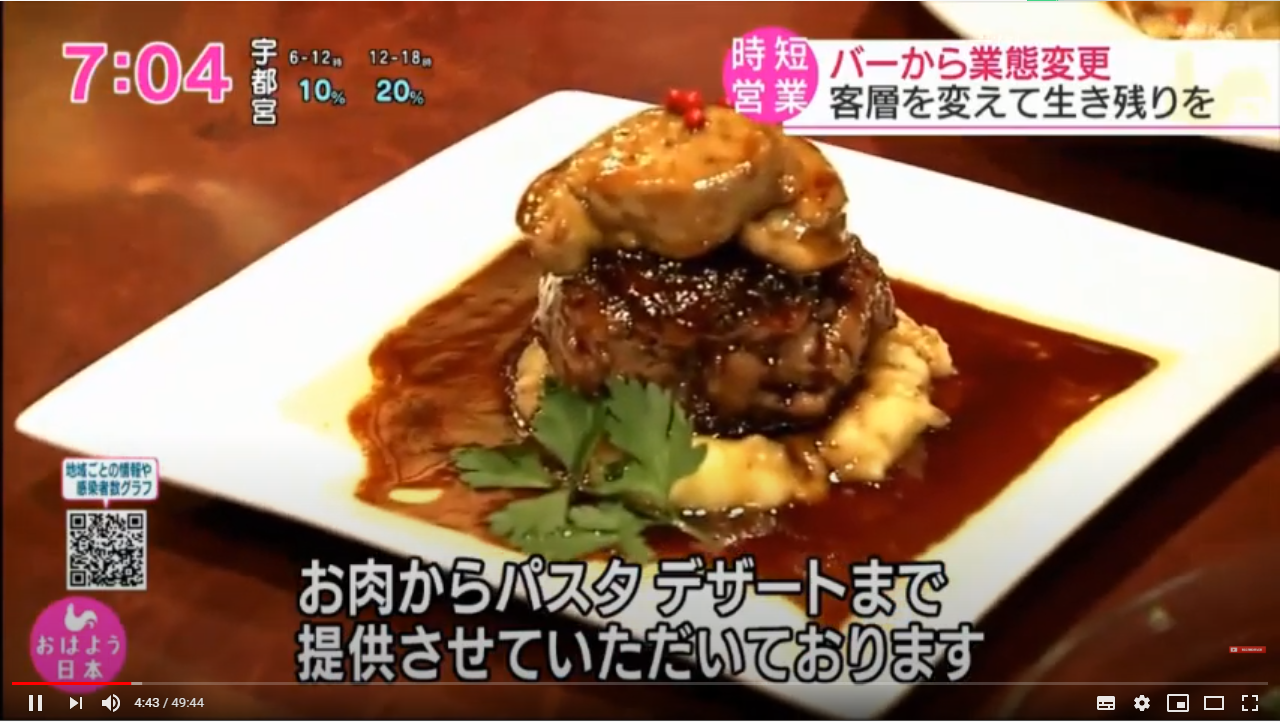 7:04
宇都宮
6-12時 12-18時
10% 20%
時短
営業
バーから業態変更
客層を変えて生き残りを
地域ごとの情報や
感染者数グラフ
おはよう
日本
お肉からパスタ デザートまで
提供させていただいております
4:43 / 49:44